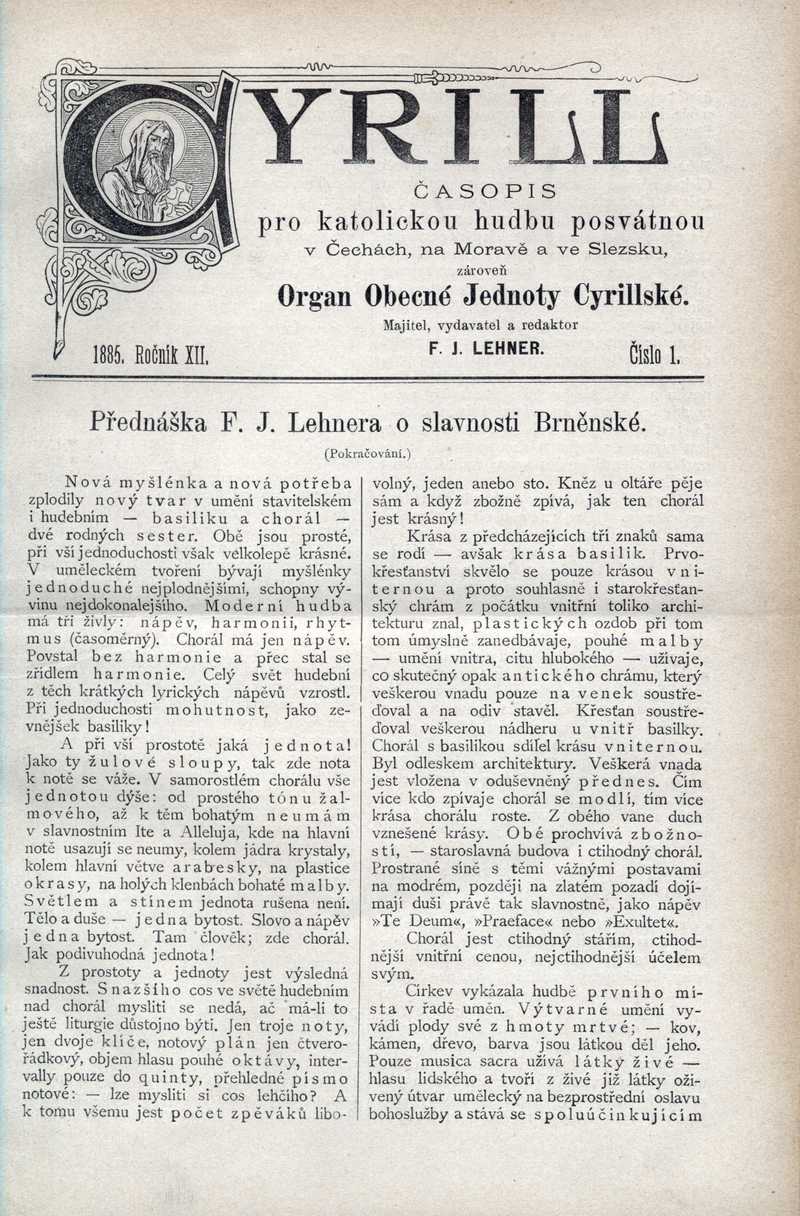 CYRILL
ČASOPIS
pro katolickou hudbu posvátnou
v Čechách, na Moravě a ve Slezsku,
zároveň
Organ Obecné Jednoty Cyrillské.
Majitel, vydavatel a redaktor
1885. Ročník XII.
F. J. LEHNER.
Číslo 1.
Přednáška F. J. Lehnera o slavnosti Brněnské.
(Pokračování.)
Nová myšlénka a nová potřeba
zplodily nový tvar v umění stavitelském
i hudebním — basiliku a chorál —
dvé rodných sester. Obě jsou prosté,
při vší jednoduchosti však velkolepě krásné.
V uměleckém tvoření bývají myšlénky
jednoduché nejplodnějšími, schopny vý-
vinu nejdokonalejšího. Moderní hudba
má tři živly: nápěv, harmonii, rhyt-
mus (časoměrný). Chorál má jen nápěv.
Povstal bez harmonie a přec stal se
zřídlem harmonie. Celý svět hudební
z těch krátkých lyrických nápěvů vzrostl.
Při jednoduchosti mohutnost, jako ze-
vnějšek basiliky!
A při vší prostotě jaká jednota!
Jako ty žulové sloupy, tak zde nota
k notě se váže. V samorostlém chorálu vše
jednotou dýše: od prostého tónu žal-
mového, až k těm bohatým neumám
v slavnostním Ite a Alleluja, kde na hlavní
notě usazují se neumy, kolem jádra krystaly,
kolem hlavní větve arabesky, na plastice
okrasy, na holých klenbách bohaté malby.
Světlem a stínem jednota rušena není.
Tělo a duše — jedna bytost. Slovo a nápěv
jedna bytost. Tam člověk; zde chorál.
Jak podivuhodná jednota!
Z prostoty a jednoty jest výsledná
snadnost. Snazšího cos ve světě hudebním
nad chorál mysliti se nedá, ač má-li to
ještě liturgie důstojno býti. Jen troje noty,
jen dvoje klíče, notový plán jen čtvero-
řádkový, objem hlasu pouhé oktávy, inter-
vally pouze do quinty, přehledné písmo
notové: — lze mysliti si cos lehčího? A
k tomu všemu jest počet zpěváků libo-
volný, jeden anebo sto. Kněz u oltáře pěje
sám a když zbožně zpívá, jak ten chorál
jest krásný!
Krása z předcházejících tří znaků sama
se rodí — avšak krása basilik. Prvo-
křesťanství skvělo se pouze krásou vni-
ternou a proto souhlasně i starokřesťan-
ský chrám z počátku vnitřní toliko archi-
tekturu znal, plastických ozdob při tom
tom úmyslně zanedbávaje, pouhé malby
— umění vnitra, citu hlubokého — užívaje,
co skutečný opak antického chrámu, který
veškerou vnadu pouze na venek soustře-
ďoval a na odiv stavěl. Křesťan soustře-
ďoval veškerou nádheru u vnitř basilky.
Chorál s basilikou sdílel krásu vniternou.
Byl odleskem architektury. Veškerá vnada
jest vložena v oduševněný přednes. Čím
více kdo zpívaje chorál se modlí, tím více
krása chorálu roste. Z obého vane duch
vznešené krásy. Obé prochvívá zbožno-
stí, — staroslavná budova i ctihodný chorál.
Prostrané síně s těmi vážnými postavami
na modrém, později na zlatém pozadí dojí-
mají duši právě tak slavnostně, jako nápěv
»Te Deum«, »Praeface« nebo »Exultet«.
Chorál jest ctihodný stářím, ctihod-
nější vnitřní cenou, nejctihodnější účelem
svým.
Církev vykázala hudbě prvního mí-
sta v řadě uměn. Výtvarné umění vy-
vádí plody své z hmoty mrtvé; — kov,
kámen, dřevo, barva jsou látkou děl jeho.
Pouze musica sacra užívá látky živé —
hlasu lidského a tvoří z živé již látky oži-
vený útvar umělecký na bezprostřední oslavu
bohoslužby a stává se spoluúčinkujícím